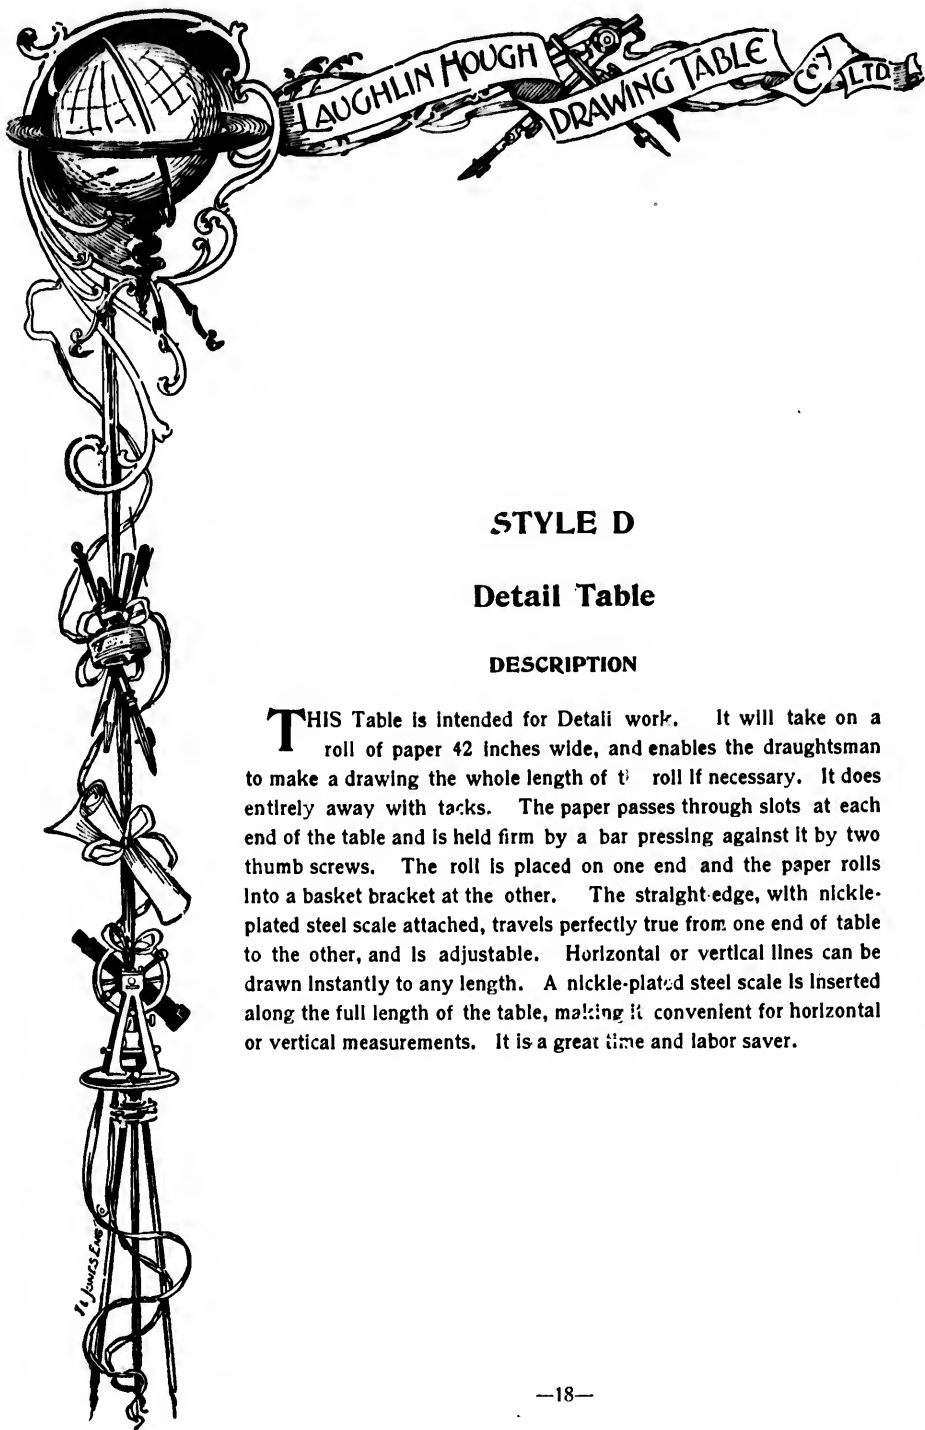 LAUGHLIN HOUGH
DRAWING TABLE
COY
LTD.
STYLE D
Detail Table
DESCRIPTION
THIS Table is intended for Detail work. It will take on a
roll of paper 42 inches wide, and enables the draughtsman
to make a drawing the whole length of roll if necessary. It does
entirely away with tacks. The paper passes through slots at each
end of the table and is held firm by a bar pressing against it by two
thumb screws. The roll is placed on one end and the paper rolls
into a basket bracket at the other. The straight-edge, with nickle-
plated steel scale attached, travels perfectly true from one end of table
to the other, and is adjustable. Horizontal or vertical lines can be
drawn instantly to any length. A nickle-plated steel scale is inserted
along the full length of the table, making it convenient for horizontal
or vertical measurements. It is a great time and labor saver.
JONES ENG
—18—